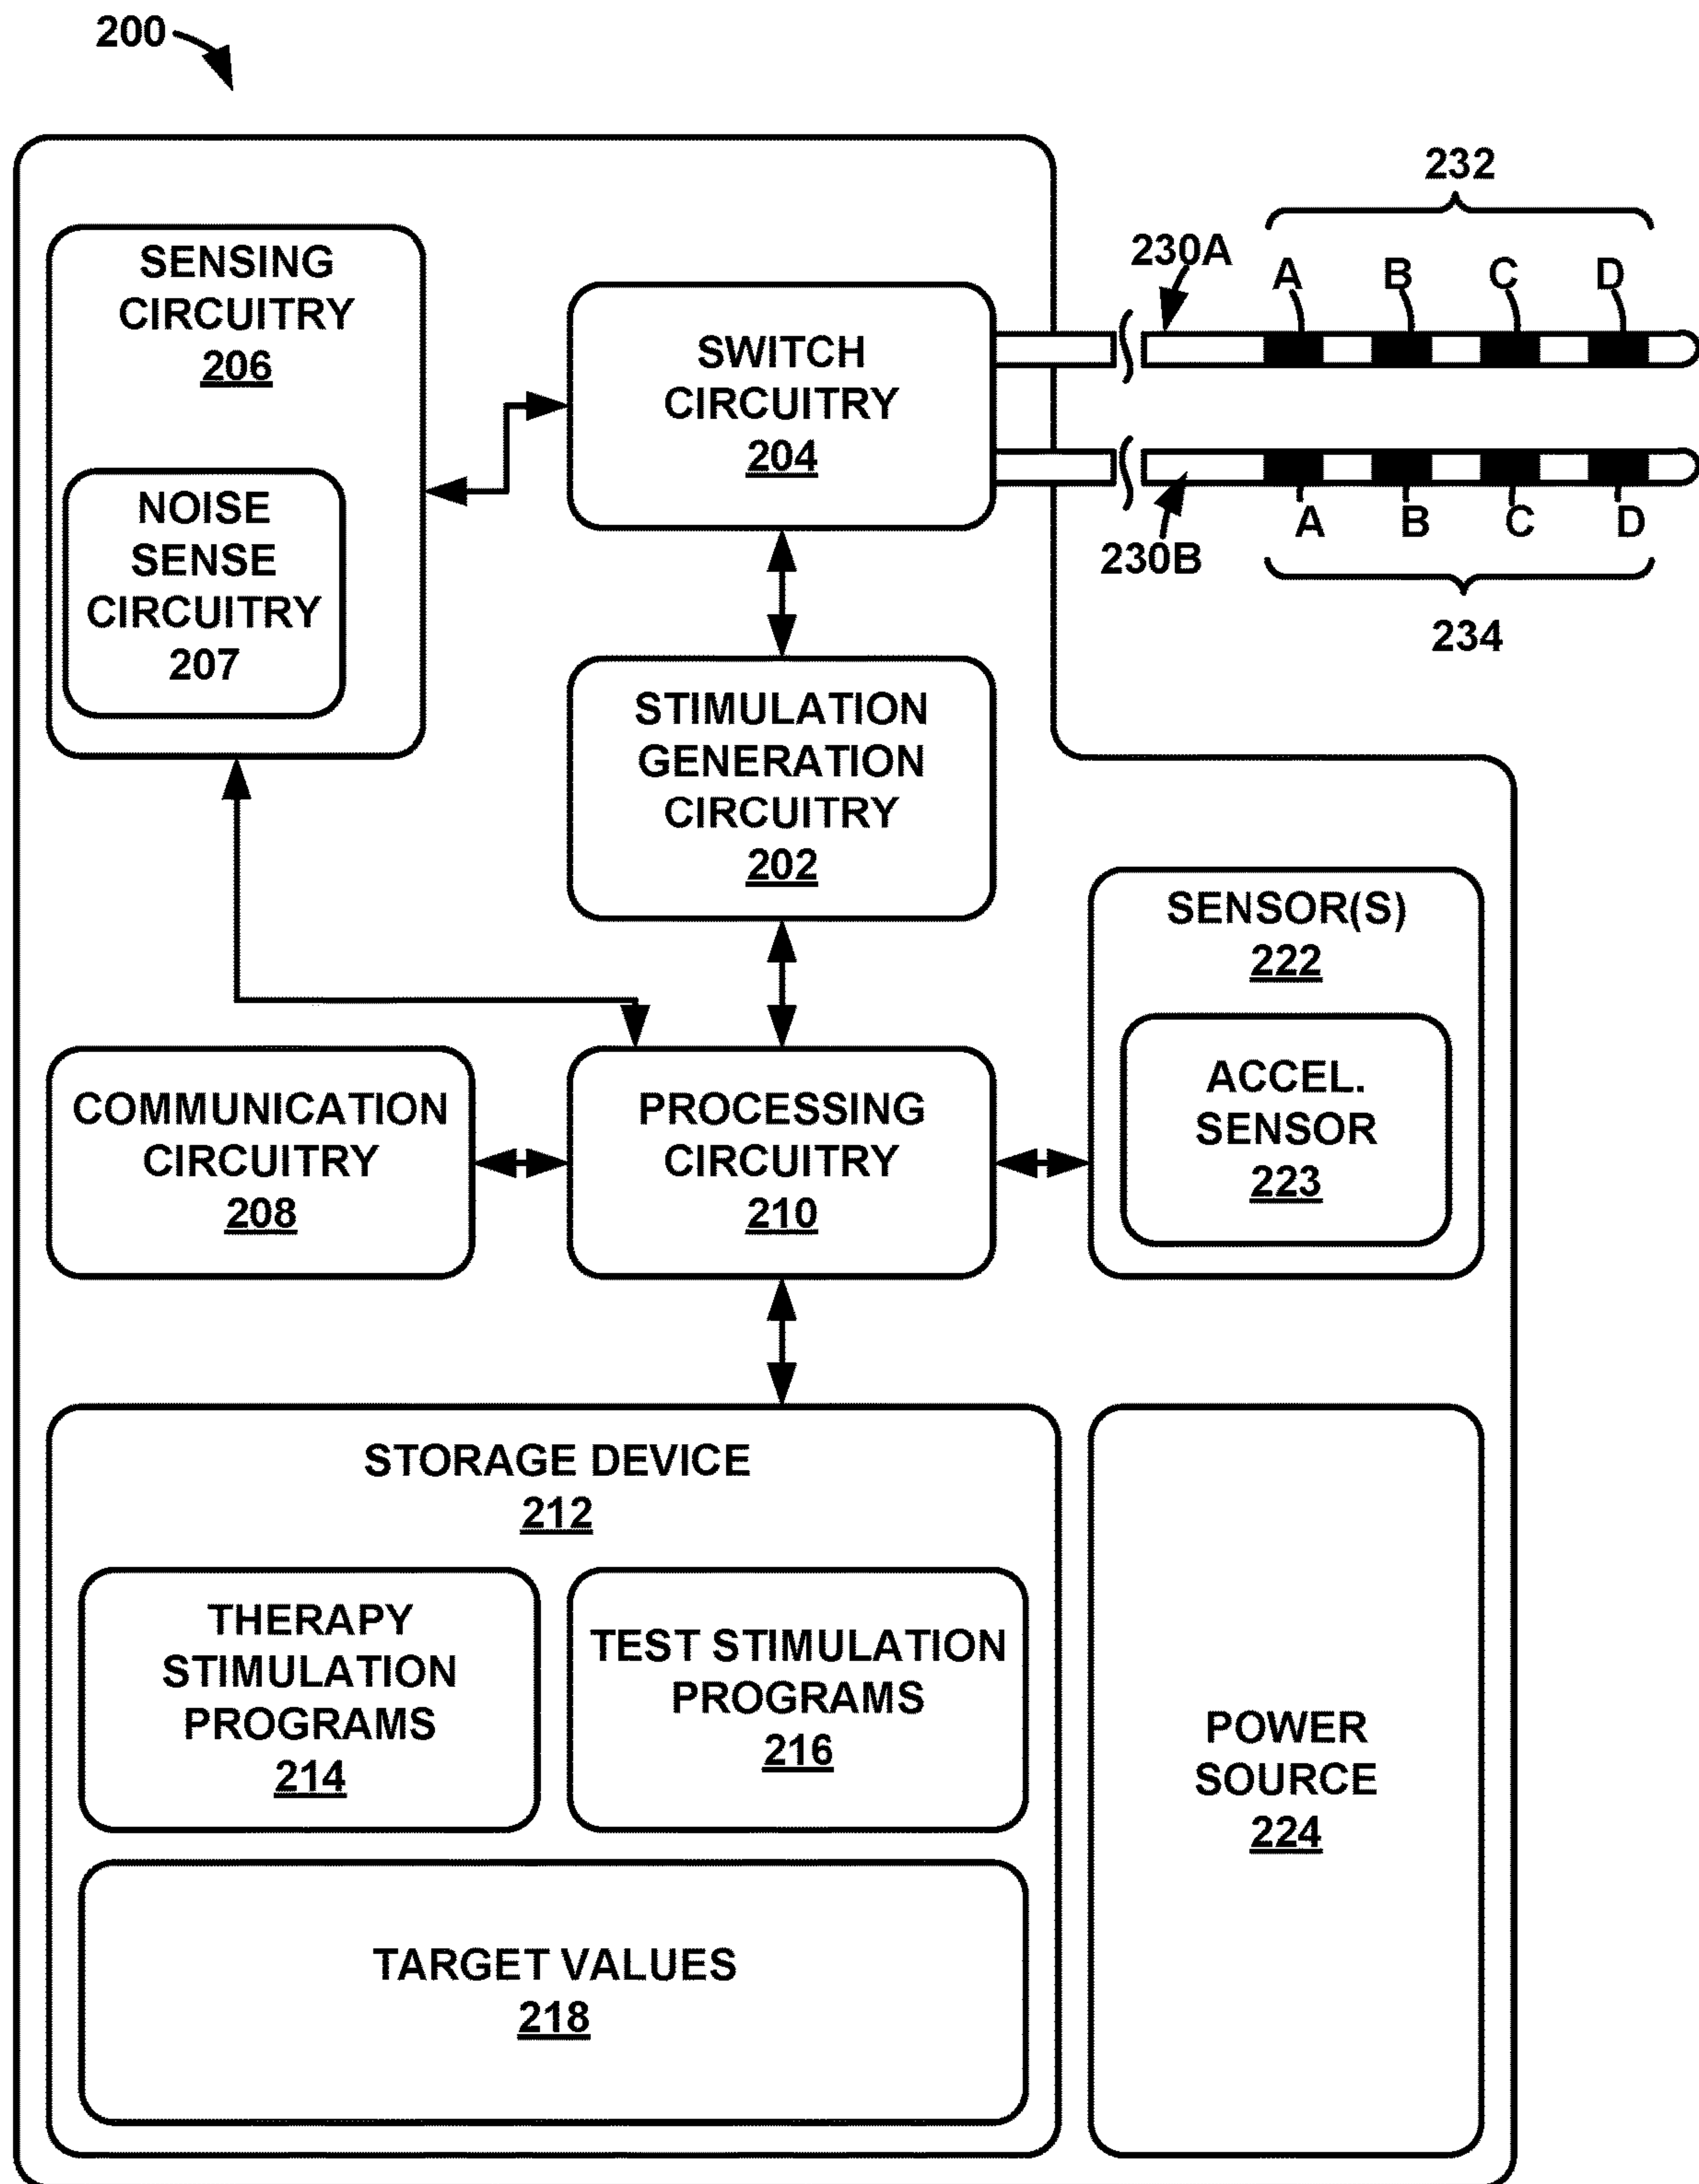 200
232
230A
A B C D
SENSING
CIRCUITRY
206
SWITCH
CIRCUITRY
204
NOISE
SENSE
CIRCUITRY
207
A B C D
230B
234
STIMULATION
GENERATION
CIRCUITRY
202
SENSOR(S)
222
ACCEL.
SENSOR
223
COMMUNICATION
CIRCUITRY
208
PROCESSING
CIRCUITRY
210
STORAGE DEVICE
212
THERAPY
STIMULATION
PROGRAMS
214
TEST STIMULATION
PROGRAMS
216
POWER
SOURCE
224
TARGET VALUES
218